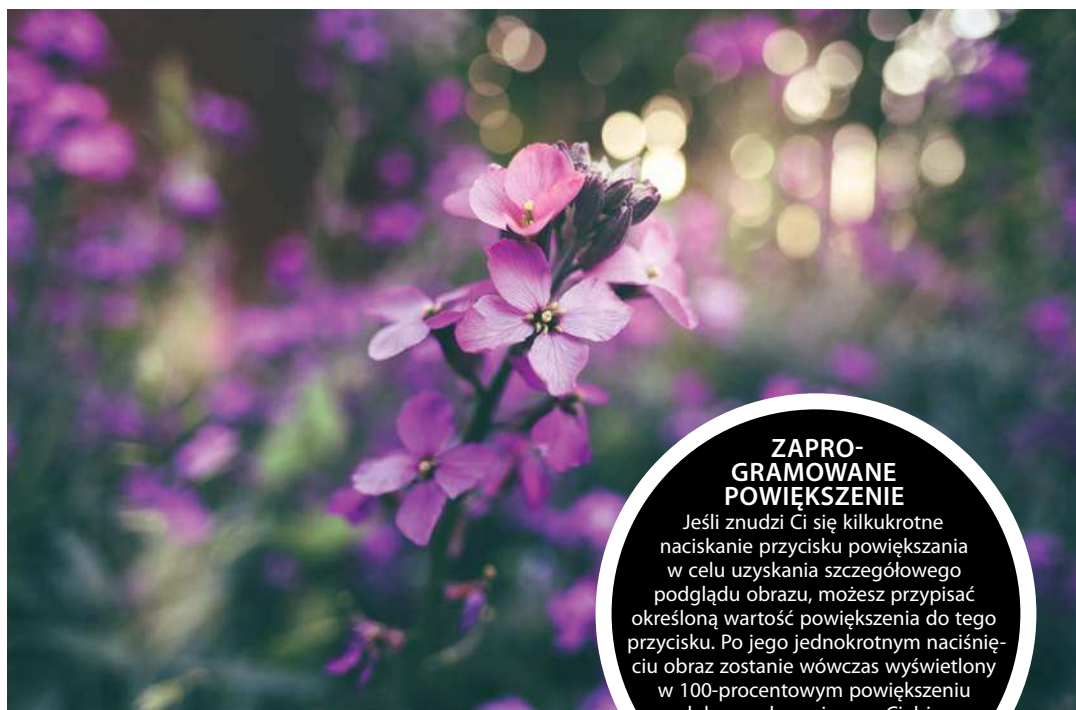 ZAPRO-
GRAMOWANE
POWIĘKSZENIE
Jeśli znudzi Ci się kilkukrotne
naciskanie przycisku powiększania
w celu uzyskania szczegółowego
podglądu obrazu, możesz przypisać
określoną wartość powiększenia do tego
przycisku. Po jego jednokrotnym naciśnię-
ciu obraz zostanie wówczas wyświetlony
w 100-procentowym powiększeniu